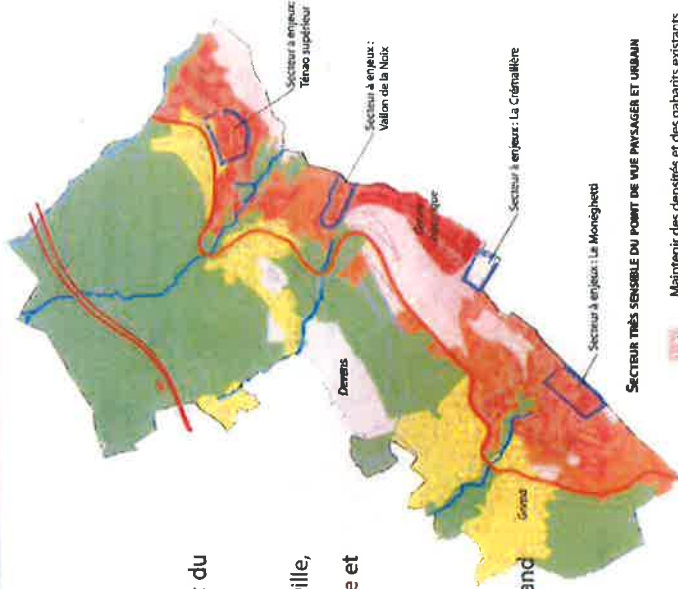 t du
ille,
e et
and
Secteur à enjeux:
Ténao supérieur
Secteur à enjeux :
Vallon de la Noix
Secteur à enjeux : La Crémaillère
Secteur à enjeux : Le Monéghetti
Devens
Grima
SECTEUR TRÈS SENSIBLE DU POINT DE VUE PAYSAGER ET URBAIN
Maintenir des densités et des gabarits existants